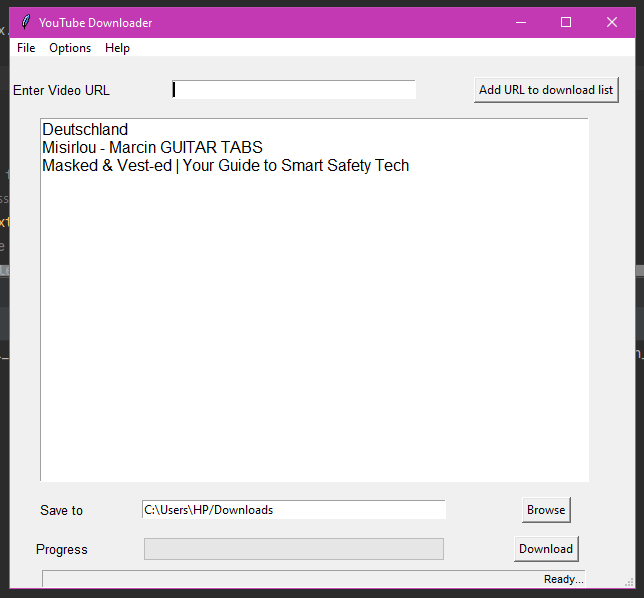 YouTube Downloader
File Options Help
Enter Video URL
Add URL to download list
Deutschland
Misirlou - Marcin GUITAR TABS
Masked & Vest-ed | Your Guide to Smart Safety Tech
Save to
C:\Users\HP/Downloads
Browse
Progress
Download
Ready...